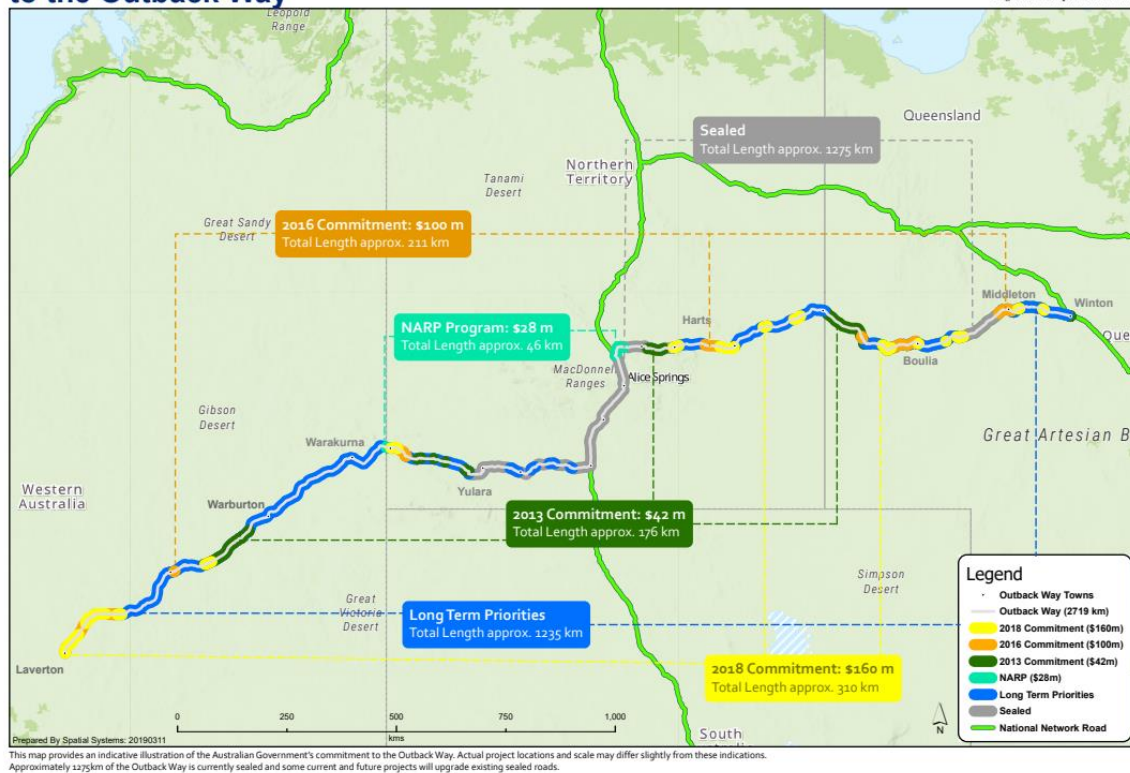 to the Outback Way
Leopold
Range
Queensland
Sealed
Total Length approx. 1275 km
Northern
Territory
Tanami
Desert
Great Sandy
Desert
2016 Commitment: $100 m
Total Length approx. 211 km
Middleton
Winton
Harts
NARP Program: $28 m
Total Length approx. 46 km
Boulia
MacDonnell
Ranges
Alice Springs
Gibson
Desert
Warakurna
Great Artesian B
Yulara
Western
Australia
Warburton
2013 Commitment: $42 m
Total Length approx. 176 km
Simpson
Desert
Great
Victoria
Desert
Long Term Priorities
Total Length approx. 1235 km
Laverton
2018 Commitment: $160 m
Total Length approx. 310 km
South
Legend
Outback Way Towns
Outback Way (2719 km)
2018 Commitment ($160m)
2016 Commitment ($100m)
2013 Commitment ($42m)
NARP ($28m)
Long Term Priorities
Sealed
National Network Road
0 250 500 750 1,000
kms
N
Prepared By Spatial Systems: 20190311
This map provides an indicative illustration of the Australian Government's commitment to the Outback Way. Actual project locations and scale may differ slightly from these indications.
Approximately 1275km of the Outback Way is currently sealed and some current and future projects will upgrade existing sealed roads.